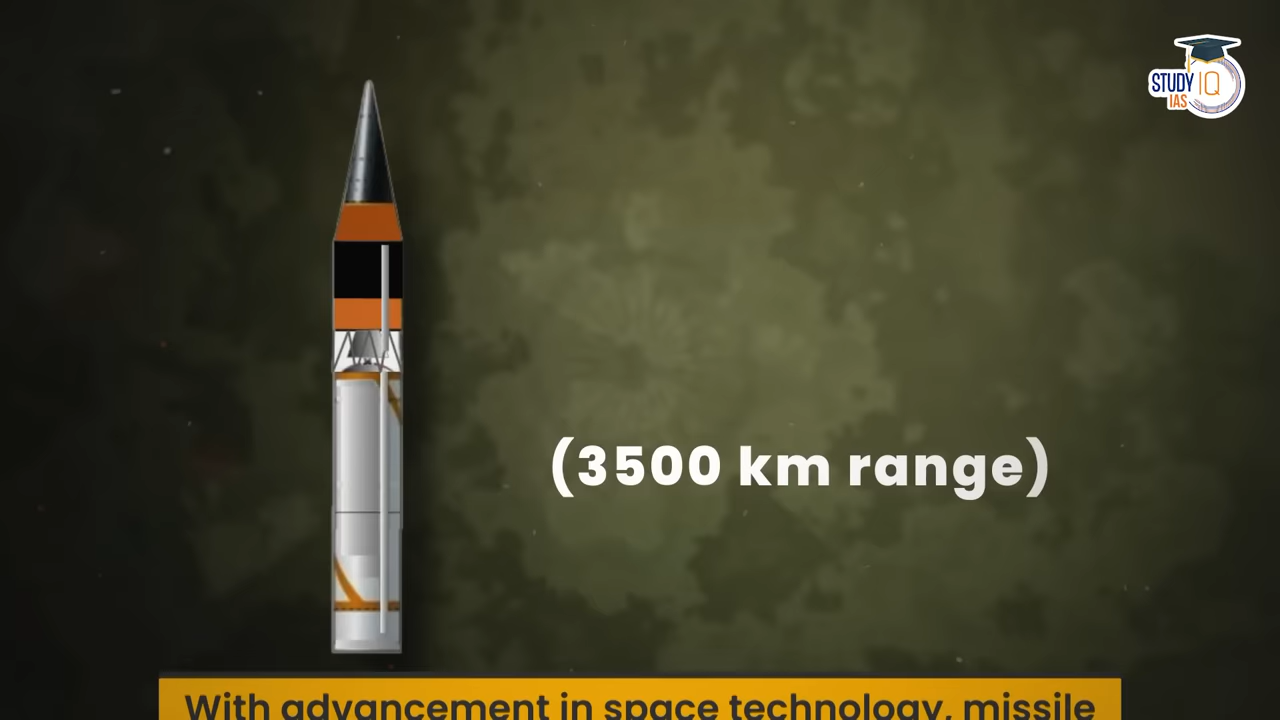 STUDY IQ
IAS
(3500 km range)
With advancement in space technology, missile